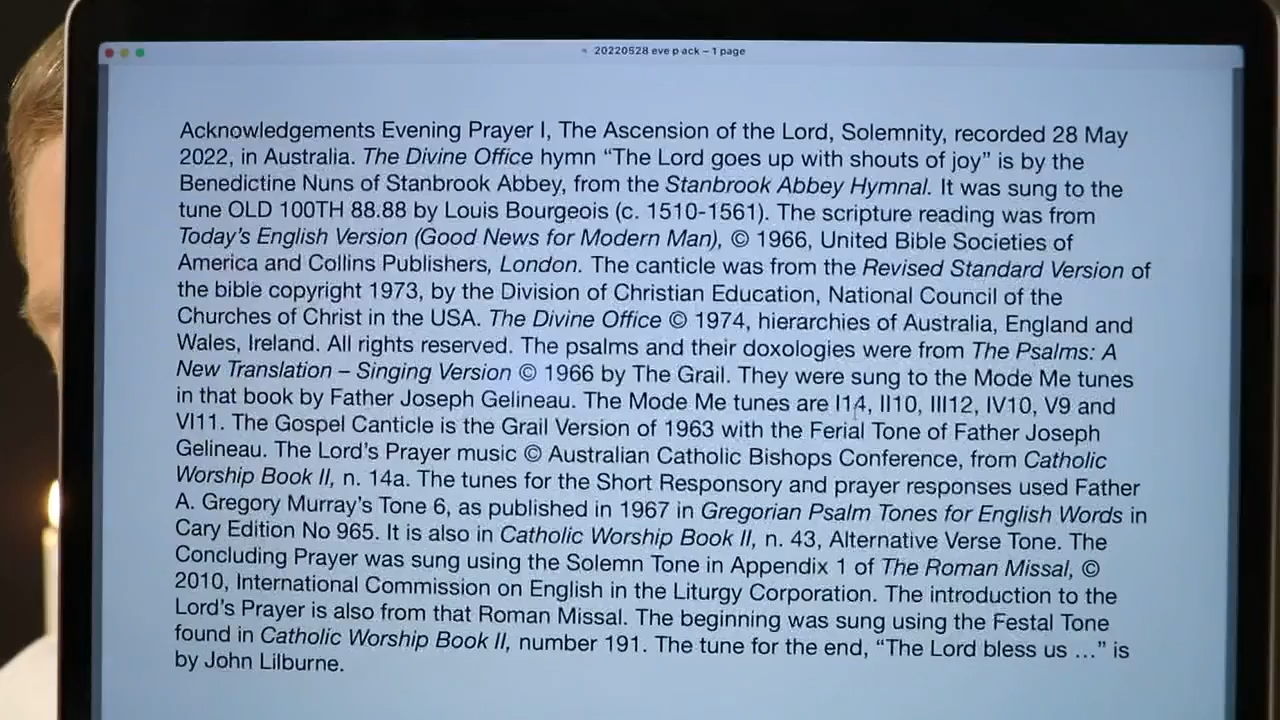 20220528 eve p ack – 1 page
Acknowledgements Evening Prayer I, The Ascension of the Lord, Solemnity, recorded 28 May
2022, in Australia. The Divine Office hymn “The Lord goes up with shouts of joy” is by the
Benedictine Nuns of Stanbrook Abbey, from the Stanbrook Abbey Hymnal. It was sung to the
tune OLD 100TH 88.88 by Louis Bourgeois (c. 1510-1561). The scripture reading was from
Today’s English Version (Good News for Modern Man), © 1966, United Bible Societies of
America and Collins Publishers, London. The canticle was from the Revised Standard Version of
the bible copyright 1973, by the Division of Christian Education, National Council of the
Churches of Christ in the USA. The Divine Office © 1974, hierarchies of Australia, England and
Wales, Ireland. All rights reserved. The psalms and their doxologies were from The Psalms: A
New Translation – Singing Version © 1966 by The Grail. They were sung to the Mode Me tunes
in that book by Father Joseph Gelineau. The Mode Me tunes are I14, II10, III12, IV10, V9 and
VI11. The Gospel Canticle is the Grail Version of 1963 with the Ferial Tone of Father Joseph
Gelineau. The Lord’s Prayer music © Australian Catholic Bishops Conference, from Catholic
Worship Book II, n. 14a. The tunes for the Short Responsory and prayer responses used Father
A. Gregory Murray’s Tone 6, as published in 1967 in Gregorian Psalm Tones for English Words in
Cary Edition No 965. It is also in Catholic Worship Book II, n. 43, Alternative Verse Tone. The
Concluding Prayer was sung using the Solemn Tone in Appendix 1 of The Roman Missal, ©
2010, International Commission on English in the Liturgy Corporation. The introduction to the
Lord’s Prayer is also from that Roman Missal. The beginning was sung using the Festal Tone
found in Catholic Worship Book II, number 191. The tune for the end, “The Lord bless us …” is
by John Lilburne.